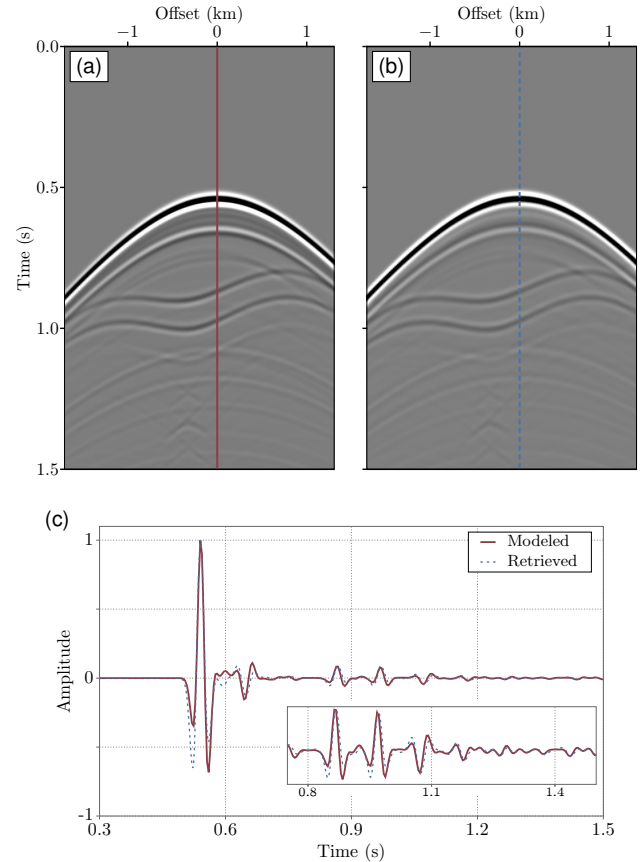 Offset (km) Offset (km)
−1 0 1 −1 0 1
0.0 (a) (b)
0.5
Time (s)
1.0
1.5
(c)
1
Modeled
Retrieved
Amplitude
0
0.8 1.1 1.4
-1
0.3 0.6 0.9 1.2 1.5
Time (s)